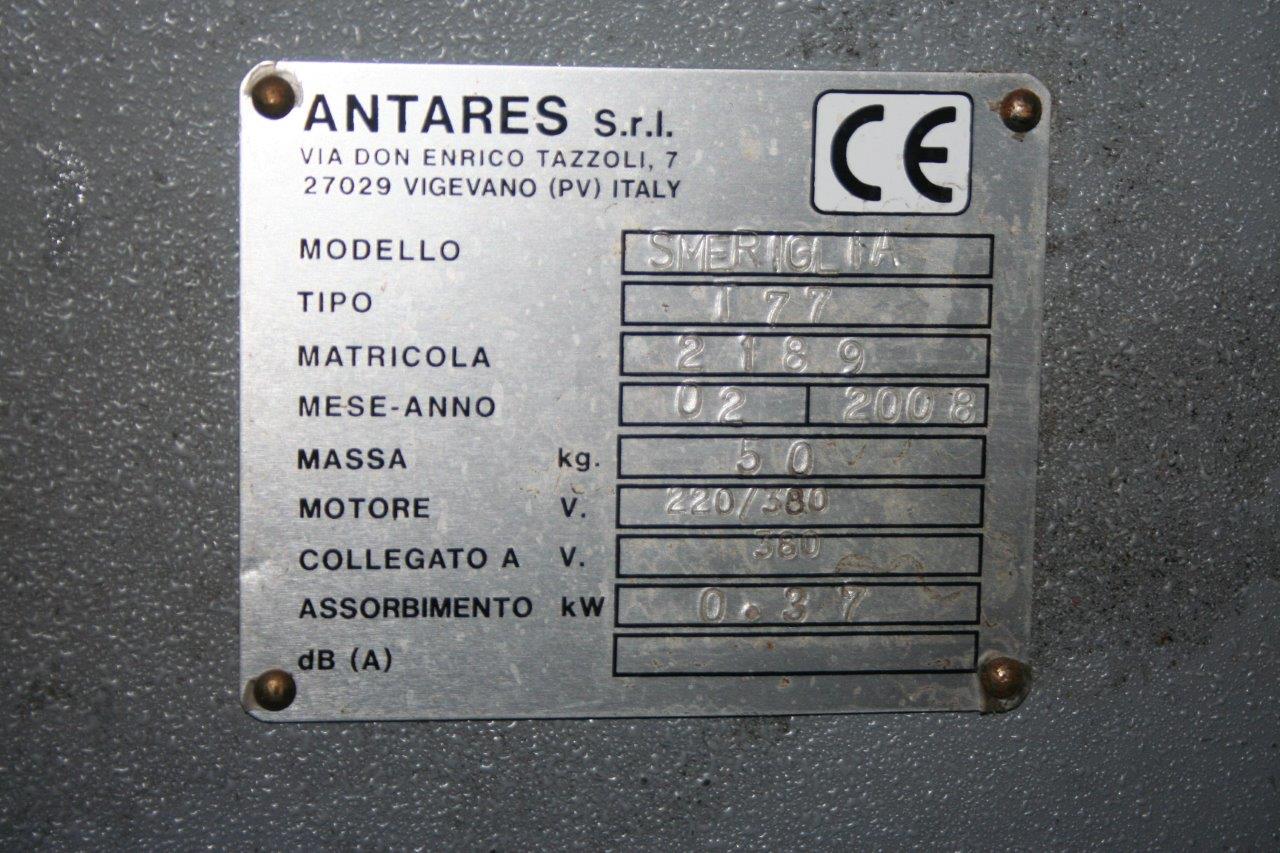 ANTARES S.r.l.
VIA DON ENRICO TAZZOLI, 7
27029 VIGEVANO (PV) ITALY
CE
MODELLO SMERIGLIA
TIPO 177
MATRICOLA 2189
MESE-ANNO 02 2008
MASSA kg. 50
MOTORE V. 220/380
COLLEGATO A V. 380
ASSORBIMENTO kW 0.37
dB (A)